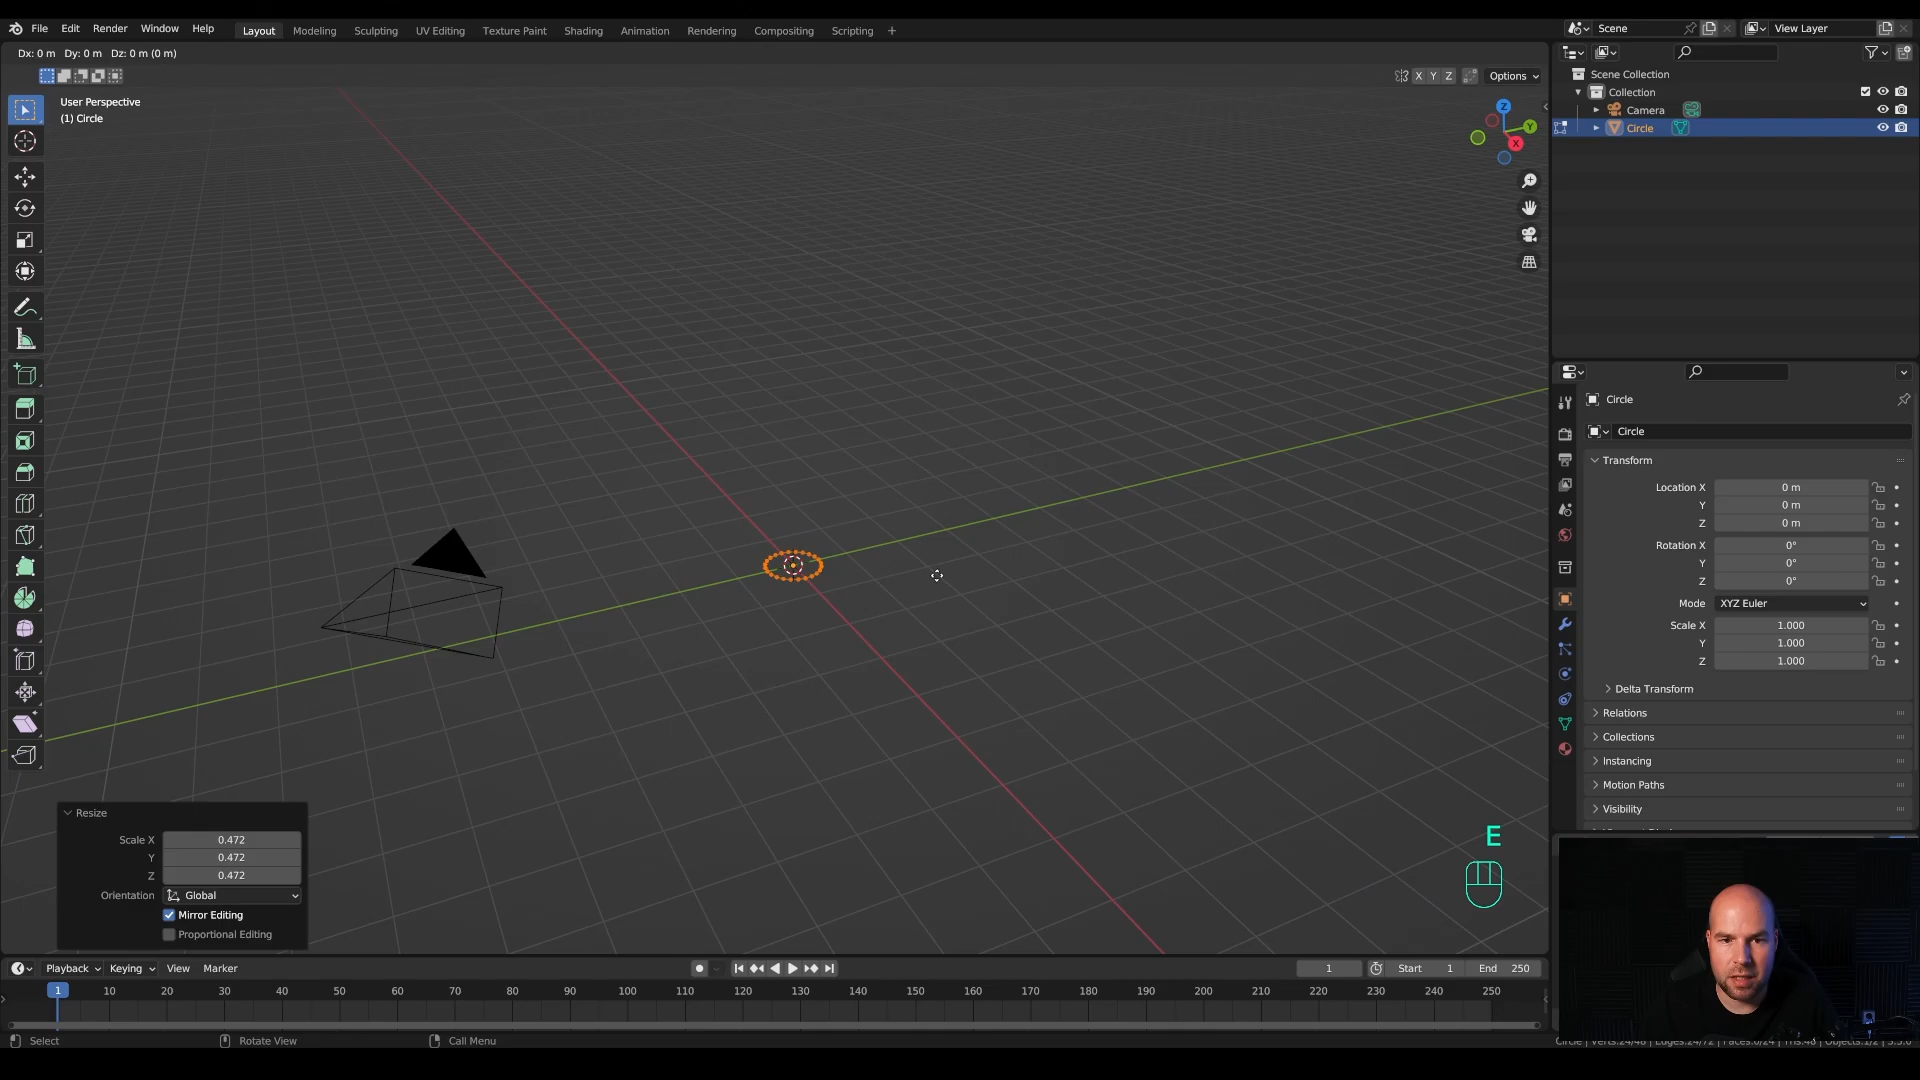 File Edit Render Window Help Layout Modeling Sculpting UV Editing Texture Paint Shading Animation Rendering Compositing Scripting + Scene View Layer
Dx: 0 m Dy: 0 m Dz: 0 m (0 m)
X Y Z Options
User Perspective
(1) Circle
Z
Y
X
Scene Collection
Collection
Camera
Circle
Circle
Circle
Transform
Location X 0 m
Y 0 m
Z 0 m
Rotation X 0°
Y 0°
Z 0°
Mode XYZ Euler
Scale X 1.000
Y 1.000
Z 1.000
Delta Transform
Relations
Collections
Instancing
Motion Paths
Visibility
Resize
Scale X 0.472
Y 0.472
Z 0.472
Orientation Global
Mirror Editing
Proportional Editing
E
Playback Keying View Marker 1 Start 1 End 250
1 10 20 30 40 50 60 70 80 90 100 110 120 130 140 150 160 170 180 190 200 210 220 230 240 250
Select Rotate View Call Menu